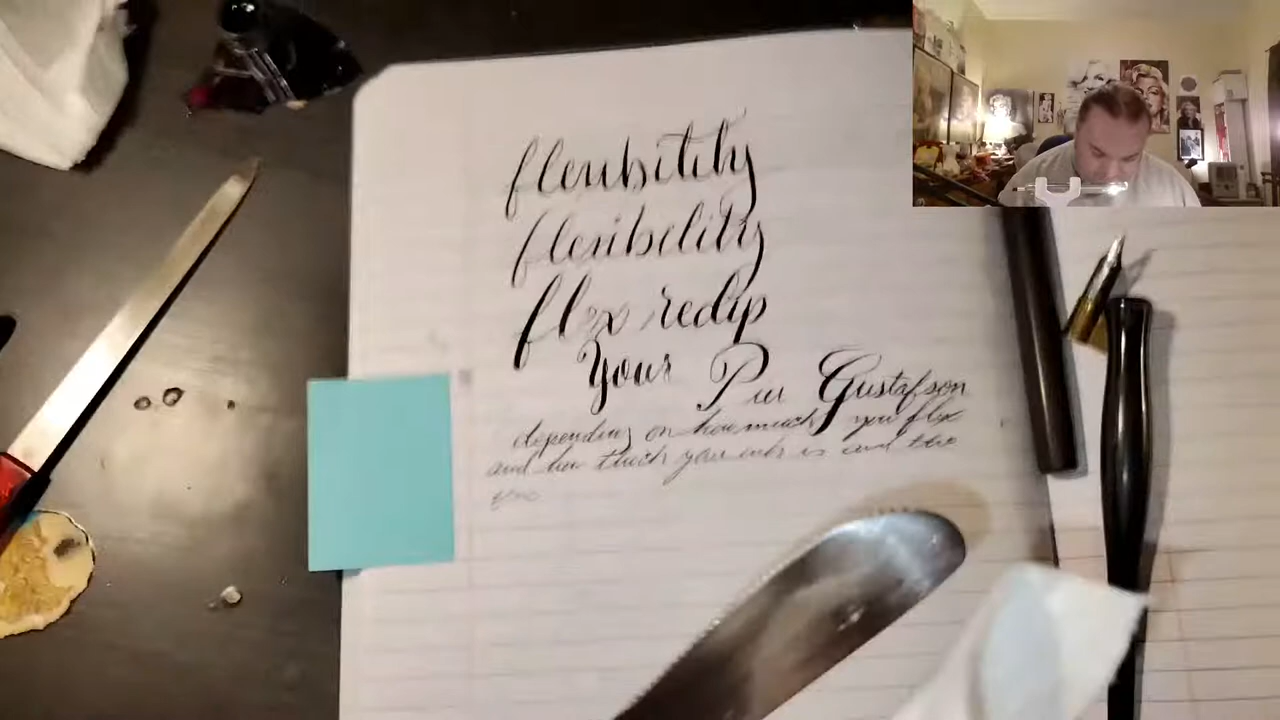 flexibility
flexibility
flex redip
Your Pen Gustafson
depending on how much you flex
and how thick your ink is and the